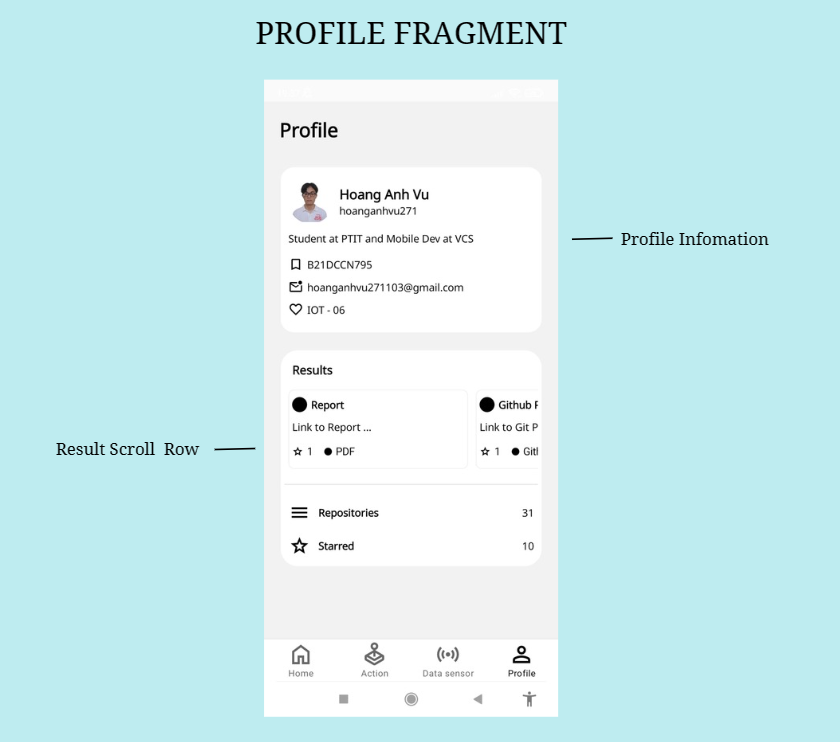 PROFILE FRAGMENT
Profile
Hoang Anh Vu
hoanganhvu271
Student at PTIT and Mobile Dev at VCS
B21DCCN795
hoanganhvu271103@gmail.com
IOT - 06
Profile Infomation
Results
Report
Link to Report ...
1 PDF
Github
Link to Git P
1
Result Scroll Row
Repositories 31
Starred 10
Home Action Data sensor Profile